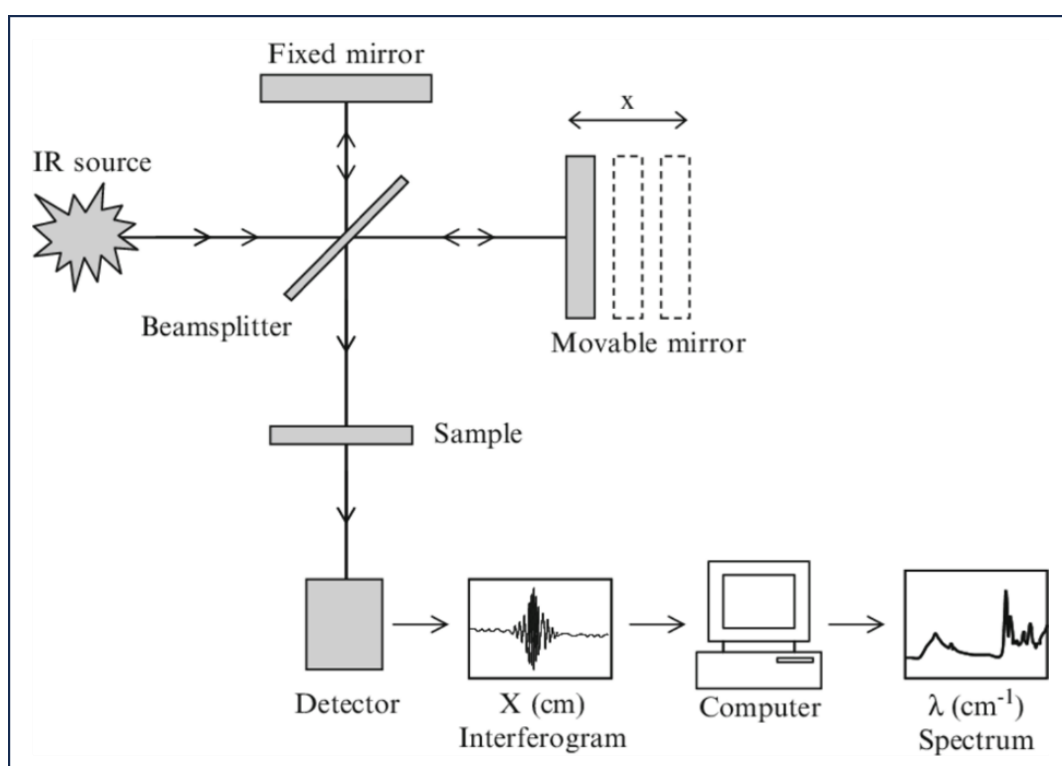 Fixed mirror
x
IR source
Beamsplitter
Movable mirror
Sample
Detector
X (cm)
Interferogram
Computer
λ (cm⁻¹)
Spectrum